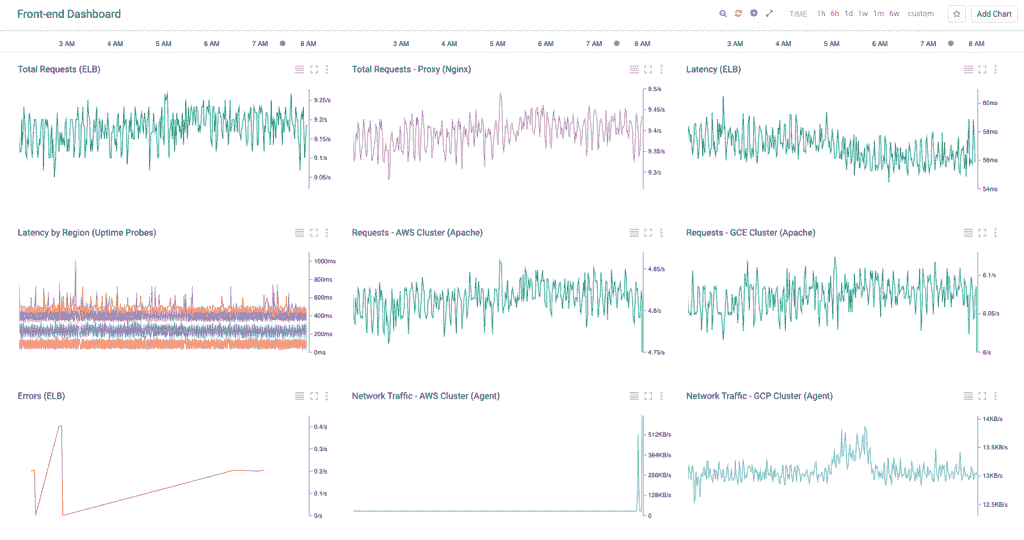 Front-end Dashboard
TIME 1h 6h 1d 1w 1m 6w custom Add Chart
3 AM 4 AM 5 AM 6 AM 7 AM 8 AM 3 AM 4 AM 5 AM 6 AM 7 AM 8 AM 3 AM 4 AM 5 AM 6 AM 7 AM 8 AM
Total Requests (ELB)
9.25/s
9.2/s
9.15/s
9.1/s
9.05/s
Total Requests - Proxy (Nginx)
9.5/s
9.45/s
9.4/s
9.35/s
9.3/s
Latency (ELB)
60ms
58ms
56ms
54ms
Latency by Region (Uptime Probes)
1000ms
800ms
600ms
400ms
200ms
0ms
Requests - AWS Cluster (Apache)
4.85/s
4.8/s
4.75/s
Requests - GCE Cluster (Apache)
6.1/s
6.05/s
6/s
Errors (ELB)
0.4/s
0.3/s
0.2/s
0.1/s
0/s
Network Traffic - AWS Cluster (Agent)
512KB/s
384KB/s
256KB/s
128KB/s
0
Network Traffic - GCP Cluster (Agent)
14KB/s
13.5KB/s
13KB/s
12.5KB/s